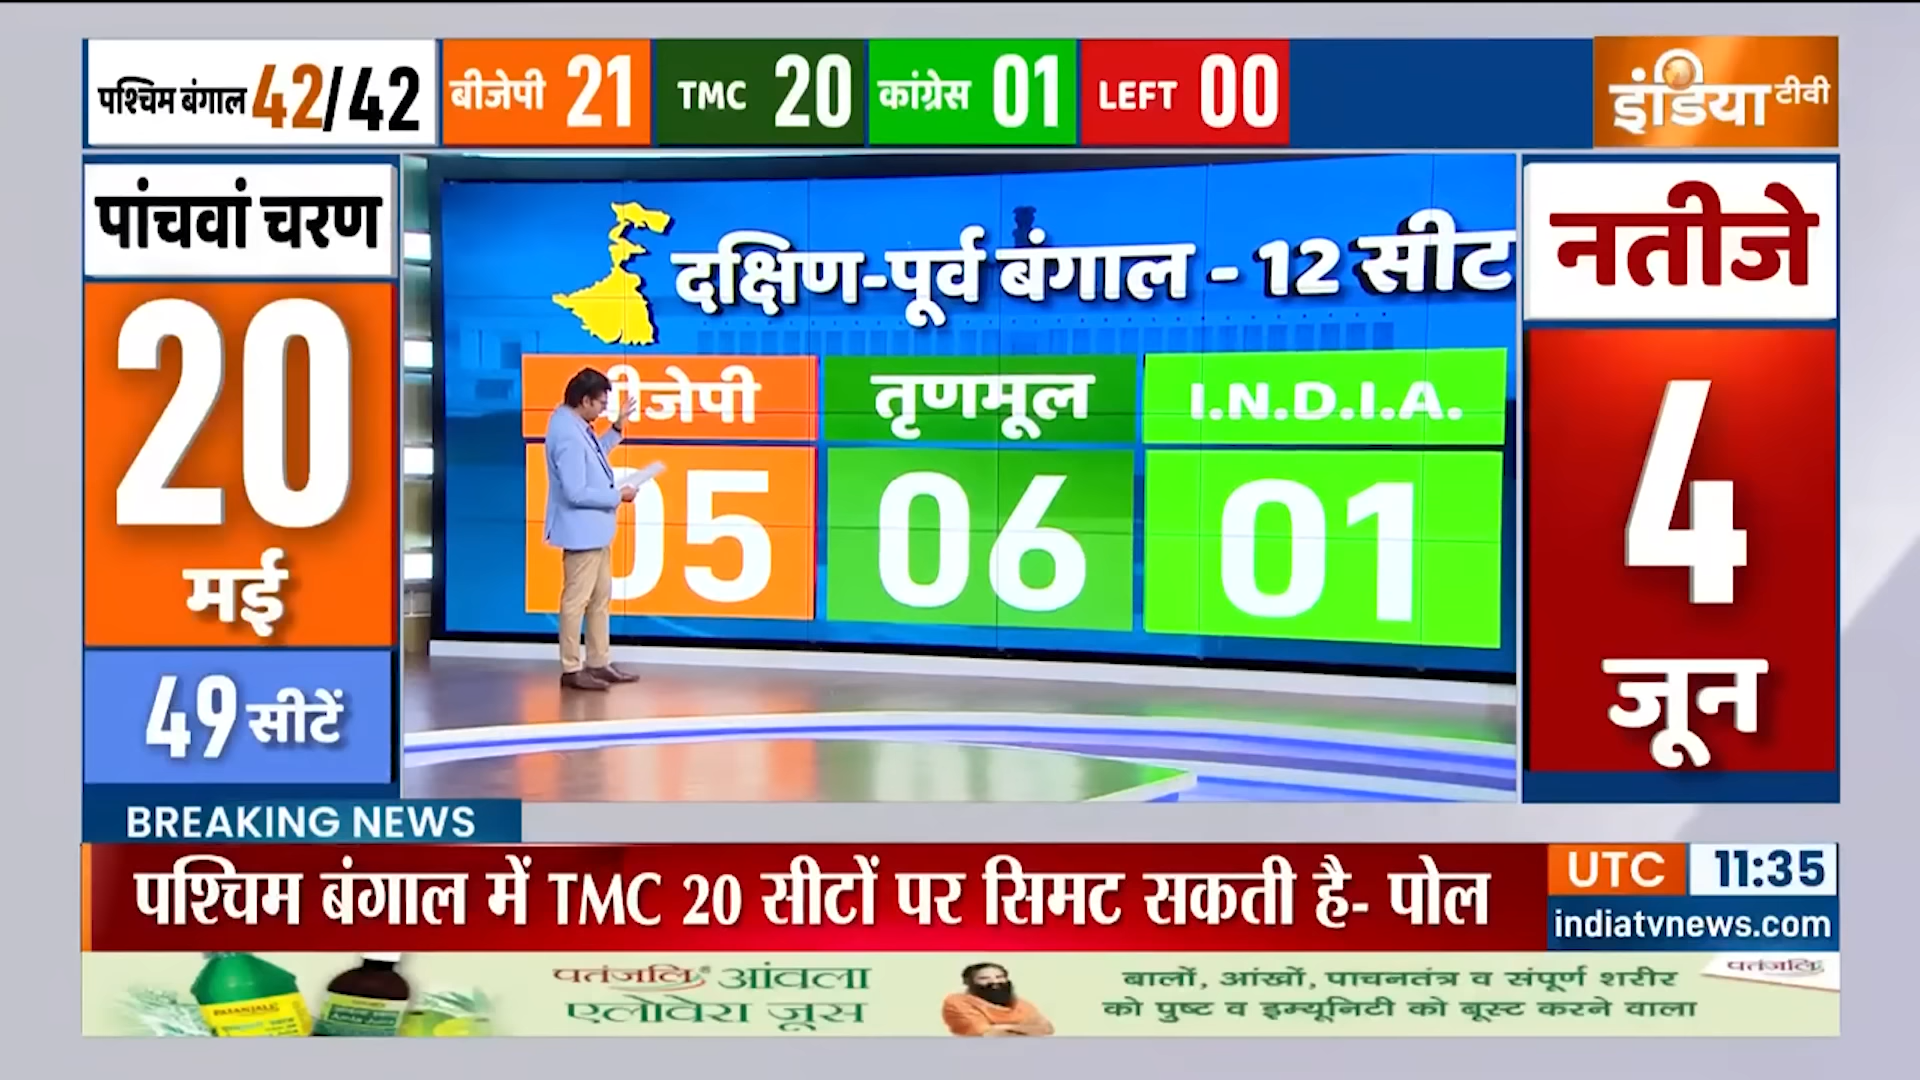 पश्चिम बंगाल 42/42 बीजेपी 21 TMC 20 कांग्रेस 01 LEFT 00
इंडिया टीवी
पांचवां चरण
20
मई
49 सीटें
दक्षिण-पूर्व बंगाल - 12 सीट
बीजेपी तृणमूल I.N.D.I.A.
05 06 01
नतीजे
4
जून
BREAKING NEWS
पश्चिम बंगाल में TMC 20 सीटों पर सिमट सकती है- पोल
UTC 11:35
indiatvnews.com
पतंजलि® आंवला
एलोवेरा जूस
बालों, आंखों, पाचनतंत्र व संपूर्ण शरीर
को पुष्ट व इम्यूनिटी को बूस्ट करने वाला
पतंजलि